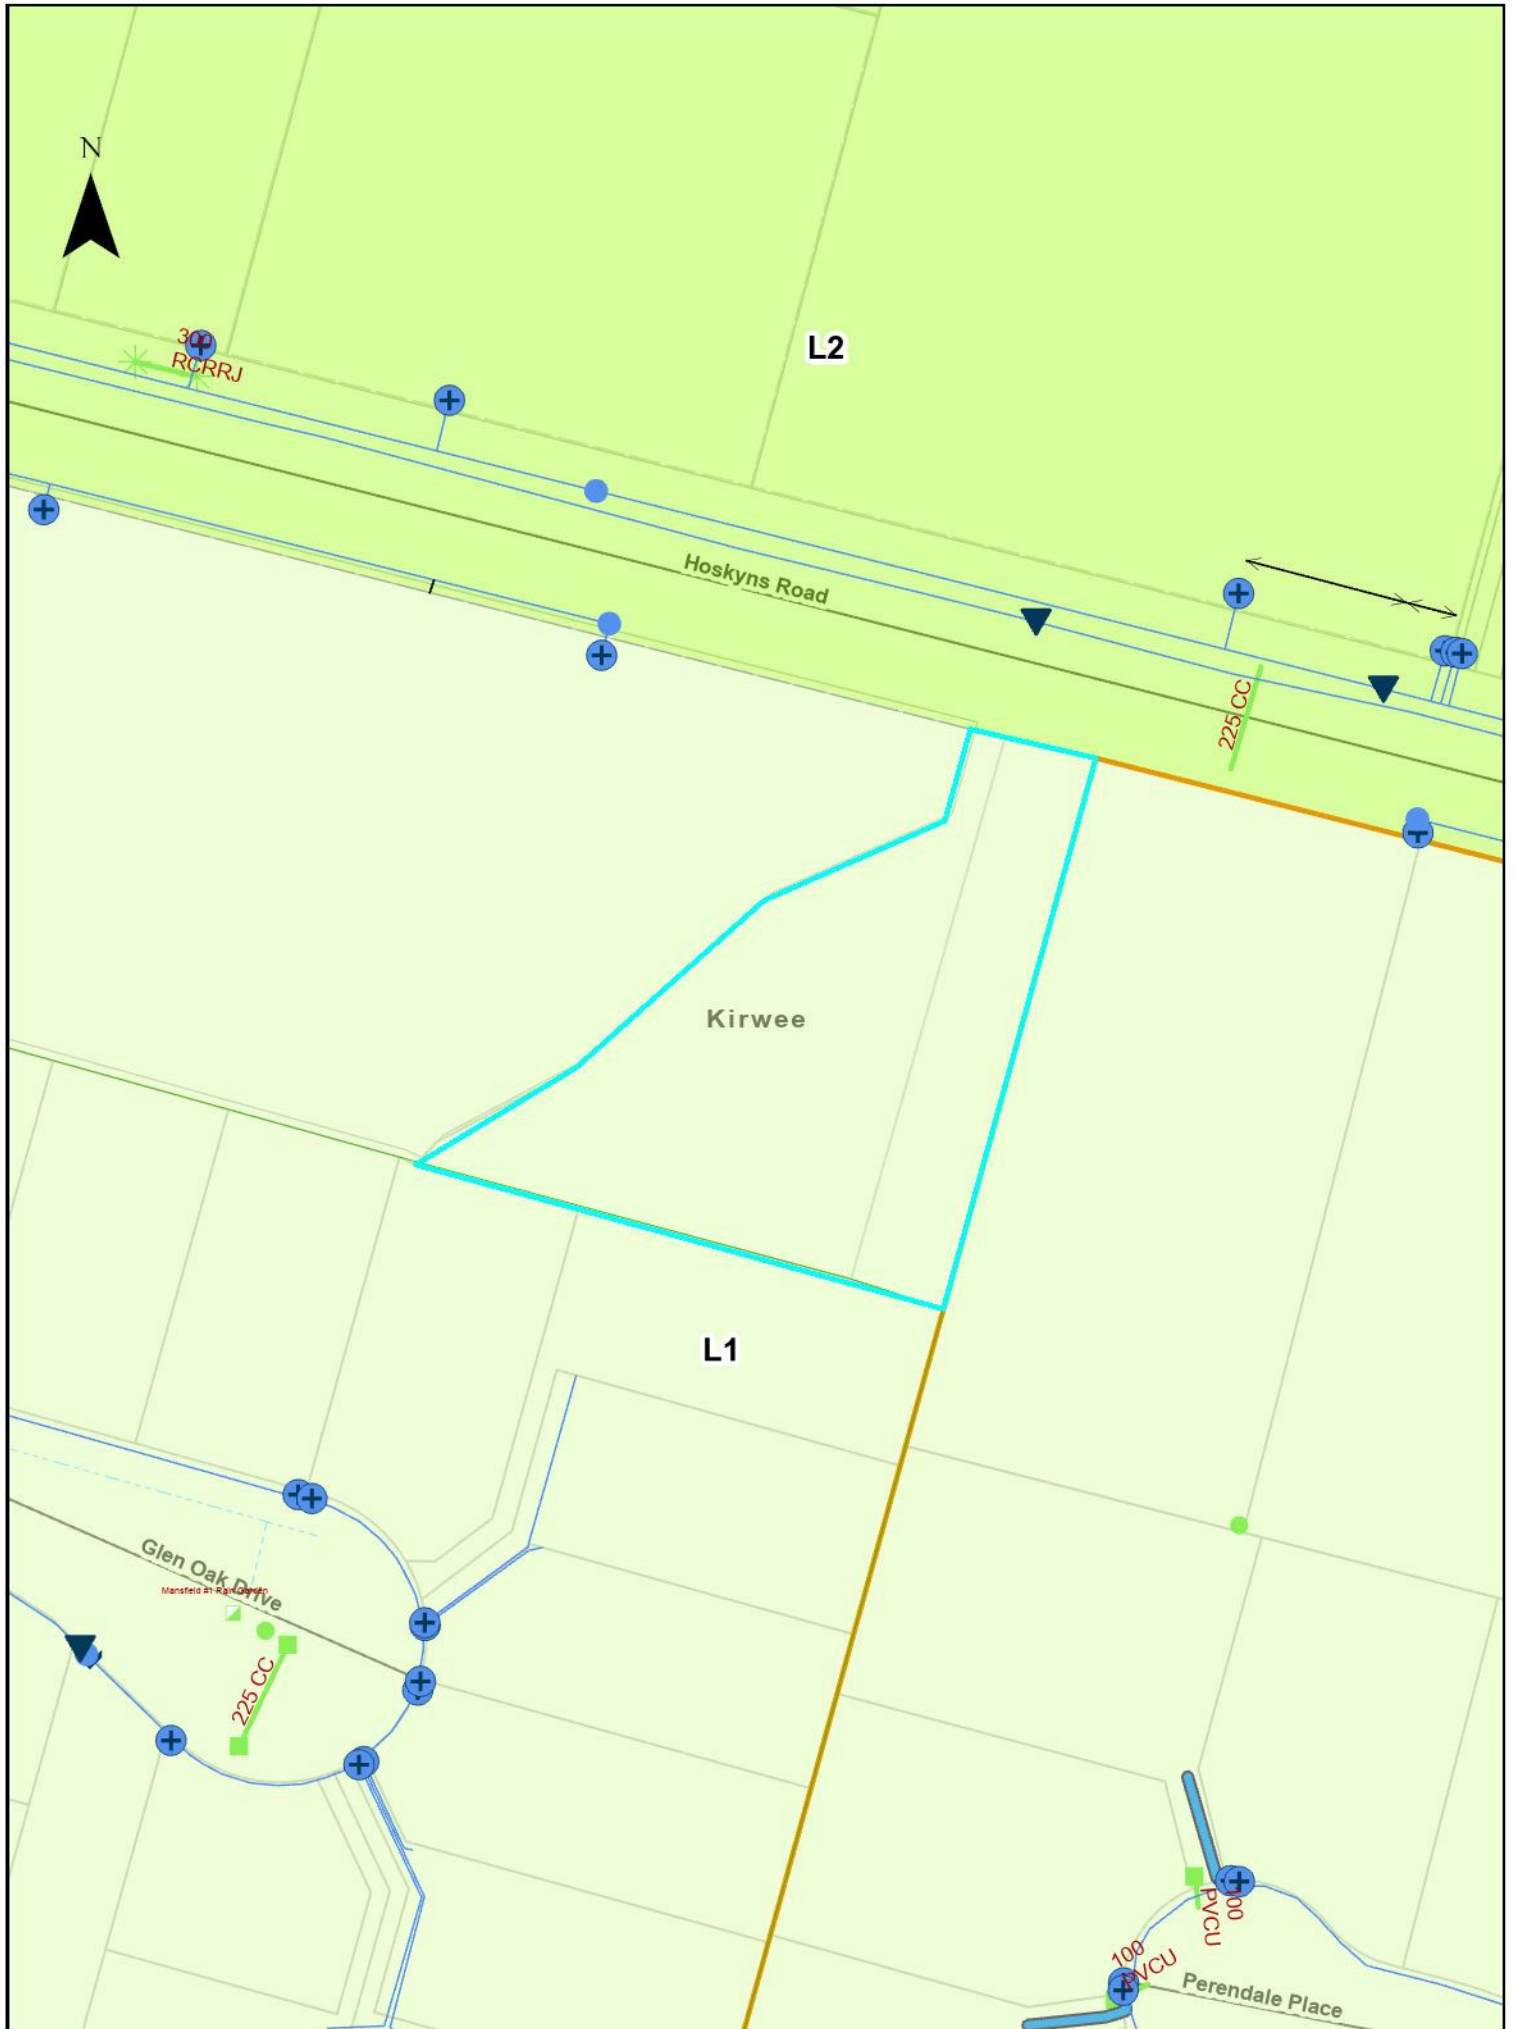 N
300
RCRRJ
L2
Hoskyns Road
225 CC
Kirwee
L1
Glen Oak Drive
Mansfield #1 Rain Garden
225 CC
PVCU
100
100
PVCU
Perendale Place